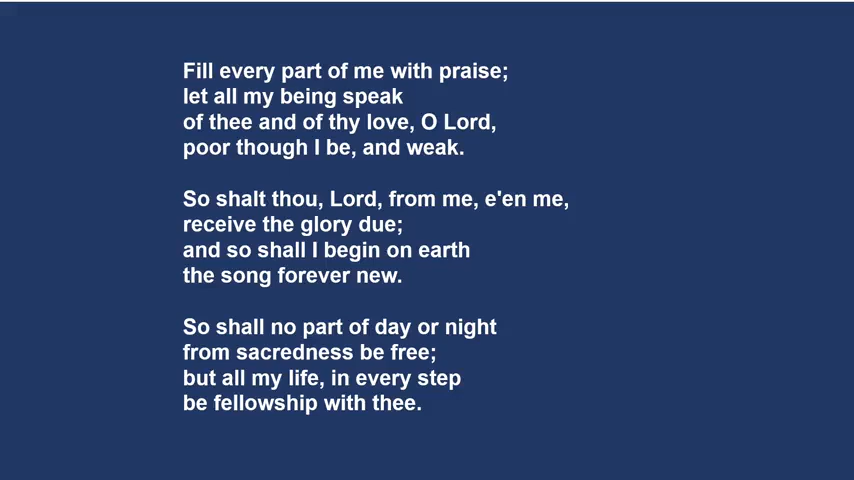 Fill every part of me with praise;
let all my being speak
of thee and of thy love, O Lord,
poor though I be, and weak.
So shalt thou, Lord, from me, e'en me,
receive the glory due;
and so shall I begin on earth
the song forever new.
So shall no part of day or night
from sacredness be free;
but all my life, in every step
be fellowship with thee.